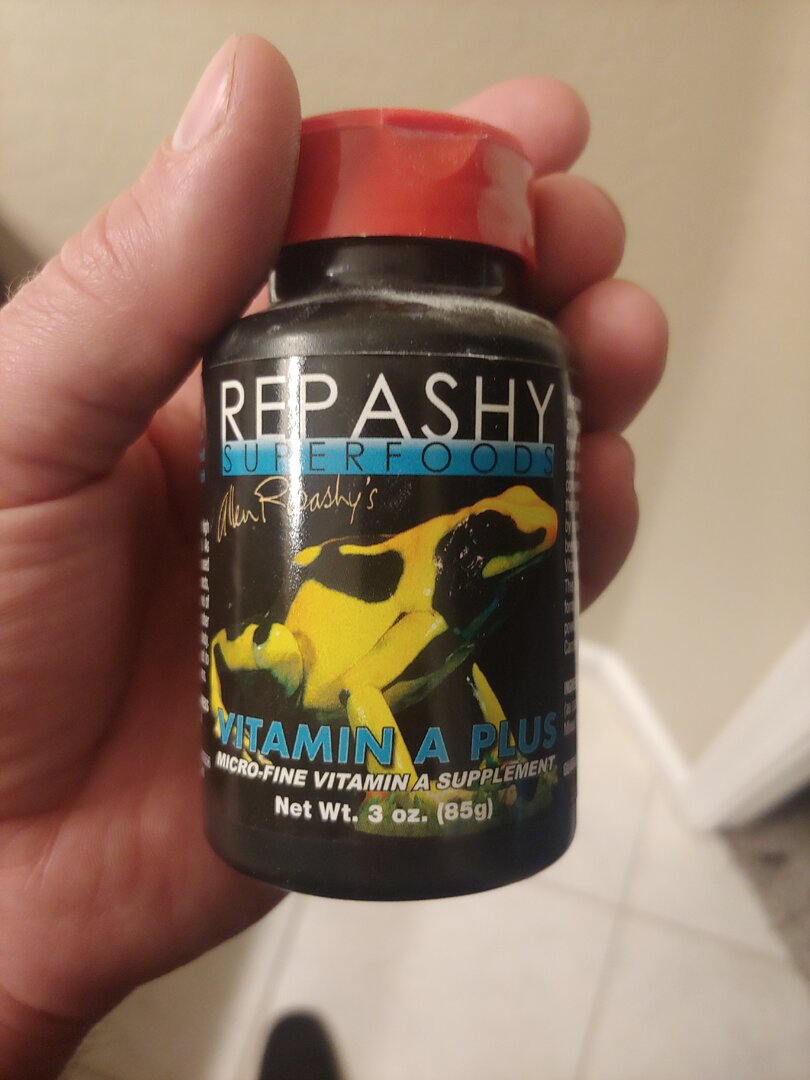 REPASHY
SUPERFOODS
Allen Repashy's
VITAMIN A PLUS
MICRO-FINE VITAMIN A SUPPLEMENT
Net Wt. 3 oz. (85g)